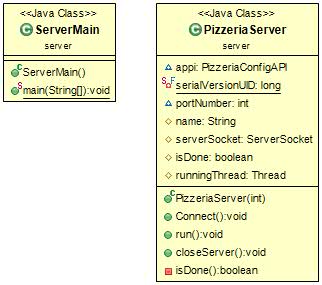 <<Java Class>>
ServerMain
server
ServerMain()
main(String[]):void
<<Java Class>>
PizzeriaServer
server
appi: PizzeriaConfigAPI
serialVersionUID: long
portNumber: int
name: String
serverSocket: ServerSocket
isDone: boolean
runningThread: Thread
PizzeriaServer(int)
Connect():void
run():void
closeServer():void
isDone():boolean